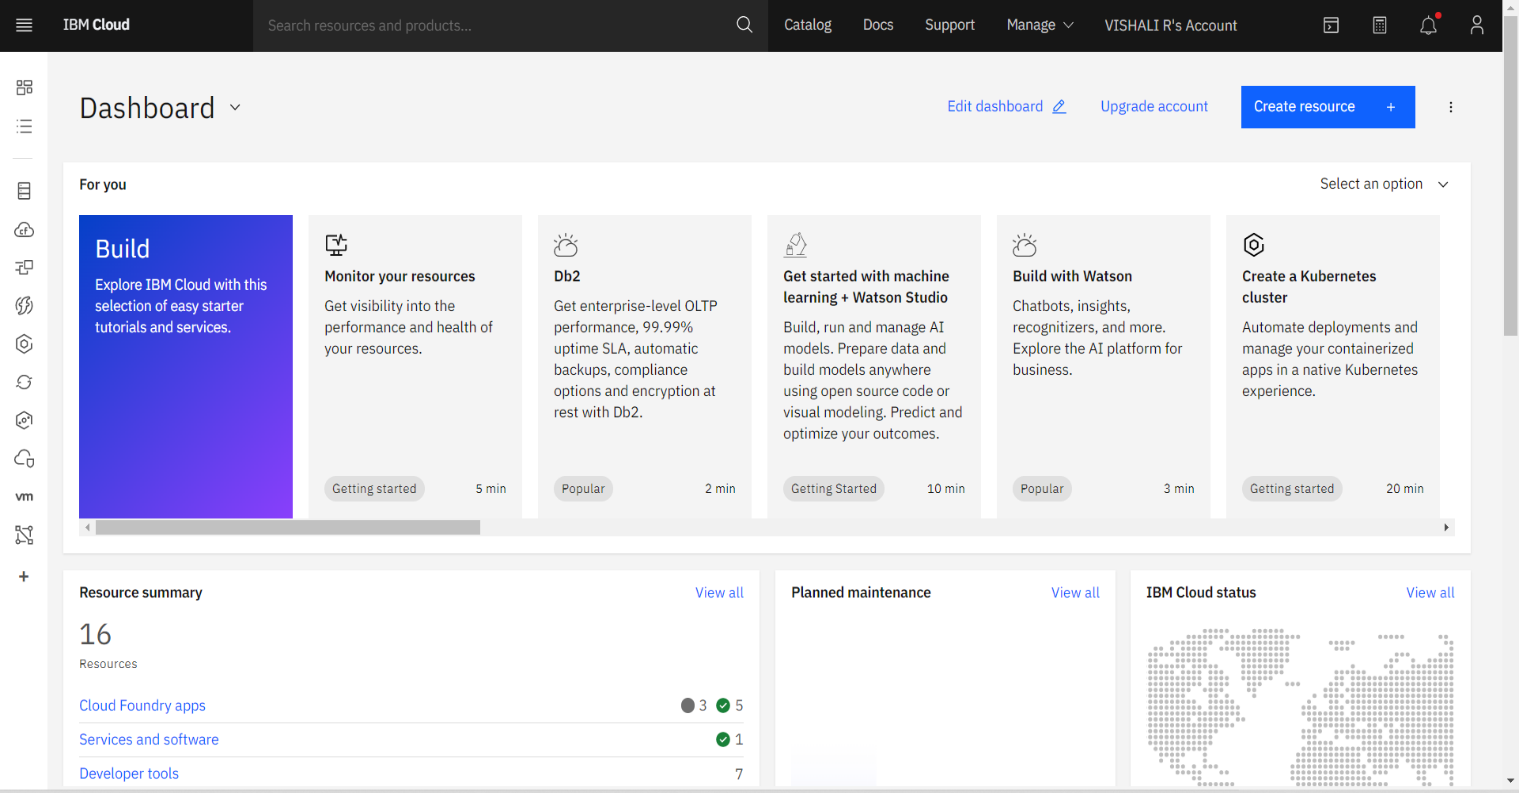 IBM Cloud
Search resources and products...
Catalog
Docs
Support
Manage
VISHALI R's Account
Dashboard
Edit dashboard
Upgrade account
Create resource +
For you
Select an option
Build
Explore IBM Cloud with this
selection of easy starter
tutorials and services.
Monitor your resources
Get visibility into the
performance and health of
your resources.
Getting started
5 min
Db2
Get enterprise-level OLTP
performance, 99.99%
uptime SLA, automatic
backups, compliance
options and encryption at
rest with Db2.
Popular
2 min
Get started with machine
learning + Watson Studio
Build, run and manage AI
models. Prepare data and
build models anywhere
using open source code or
visual modeling. Predict and
optimize your outcomes.
Getting Started
10 min
Build with Watson
Chatbots, insights,
recognitizers, and more.
Explore the AI platform for
business.
Popular
3 min
Create a Kubernetes
cluster
Automate deployments and
manage your containerized
apps in a native Kubernetes
experience.
Getting started
20 min
cf
vm
+
Resource summary
View all
16
Resources
Cloud Foundry apps
3
5
Services and software
1
Developer tools
7
Planned maintenance
View all
IBM Cloud status
View all